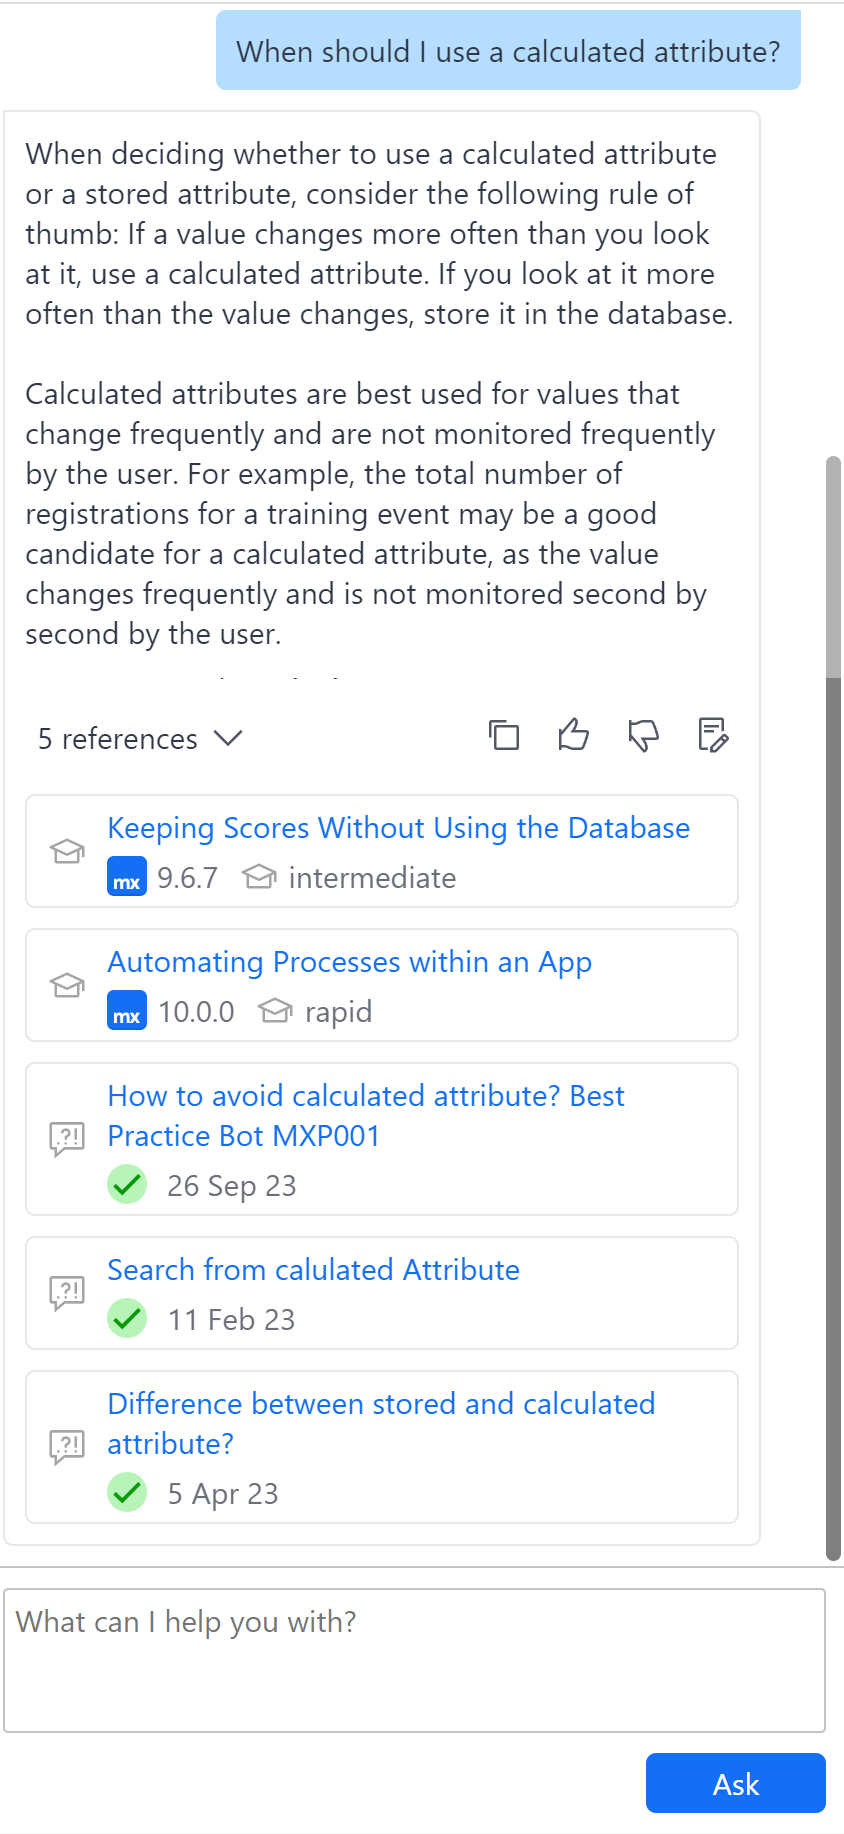 When should I use a calculated attribute?
When deciding whether to use a calculated attribute
or a stored attribute, consider the following rule of
thumb: If a value changes more often than you look
at it, use a calculated attribute. If you look at it more
often than the value changes, store it in the database.
Calculated attributes are best used for values that
change frequently and are not monitored frequently
by the user. For example, the total number of
registrations for a training event may be a good
candidate for a calculated attribute, as the value
changes frequently and is not monitored second by
second by the user.
5 references
Keeping Scores Without Using the Database
mx 9.6.7 intermediate
Automating Processes within an App
mx 10.0.0 rapid
How to avoid calculated attribute? Best
Practice Bot MXP001
26 Sep 23
Search from calulated Attribute
11 Feb 23
Difference between stored and calculated
attribute?
5 Apr 23
What can I help you with?
Ask